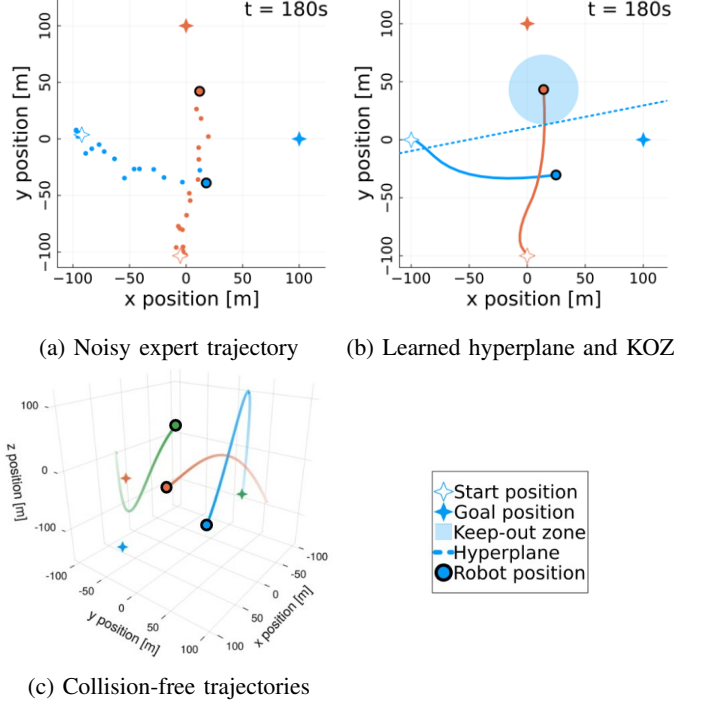 t = 180s
100
50
0
−50
−100
y position [m]
−100
−50
0
50
100
x position [m]
t = 180s
100
50
0
−50
−100
y position [m]
−100
−50
0
50
100
x position [m]
(a) Noisy expert trajectory
(b) Learned hyperplane and KOZ
100
0
-100
z position [m]
-100
-50
0
50
100
y position [m]
-100
-50
0
50
100
x position [m]
Start position
Goal position
Keep-out zone
Hyperplane
Robot position
(c) Collision-free trajectories